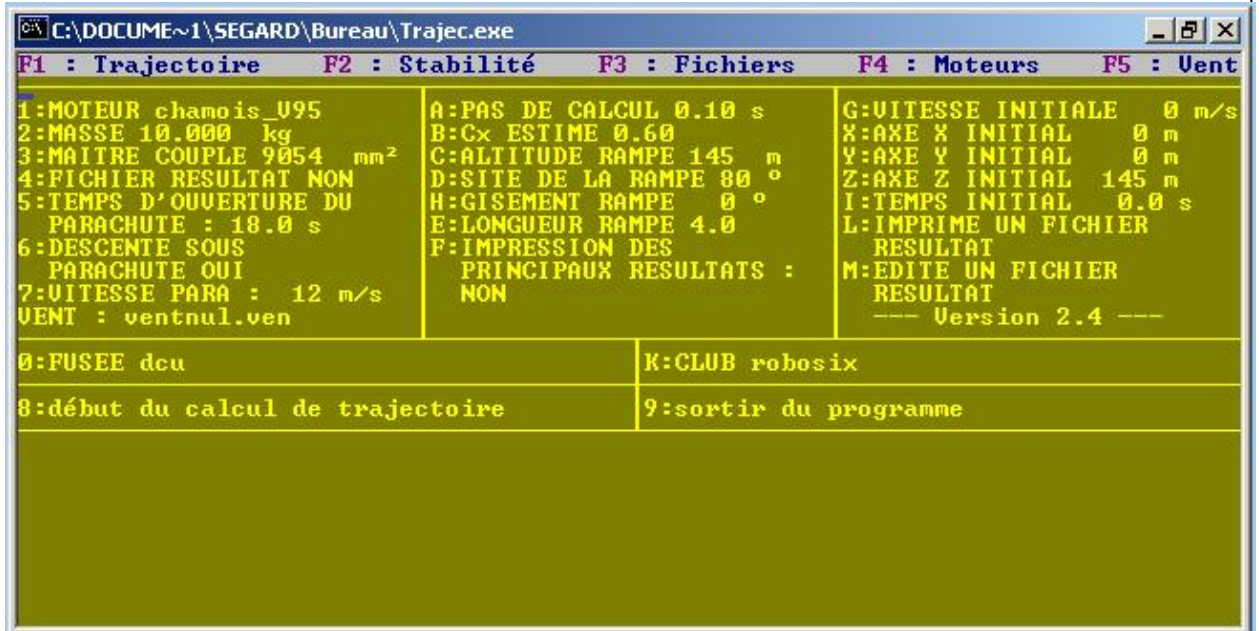 C:\DOCUME~1\SEGARD\Bureau\Trajec.exe
F1 : Trajectoire F2 : Stabilité F3 : Fichiers F4 : Moteurs F5 : Vent
1:MOTEUR chamois_V95
2:MASSE 10.000 kg
3:MAITRE COUPLE 9054 mm²
4:FICHIER RESULTAT NON
5:TEMPS D'OUVERTURE DU
PARACHUTE : 18.0 s
6:DESCENTE SOUS
PARACHUTE OUI
7:VITESSE PARA : 12 m/s
VENT : ventnul.ven
A:PAS DE CALCUL 0.10 s
B:Cx ESTIME 0.60
C:ALTITUDE RAMPE 145 m
D:SITE DE LA RAMPE 80 º
H:GISEMENT RAMPE 0 º
E:LONGUEUR RAMPE 4.0
F:IMPRESSION DES
PRINCIPAUX RESULTATS :
NON
G:VITESSE INITIALE 0 m/s
X:AXE X INITIAL 0 m
Y:AXE Y INITIAL 0 m
Z:AXE Z INITIAL 145 m
I:TEMPS INITIAL 0.0 s
L:IMPRIME UN FICHIER
RESULTAT
M:EDITE UN FICHIER
RESULTAT
--- Version 2.4 ---
0:FUSEE dcu
K:CLUB robosix
8:début du calcul de trajectoire
9:sortir du programme